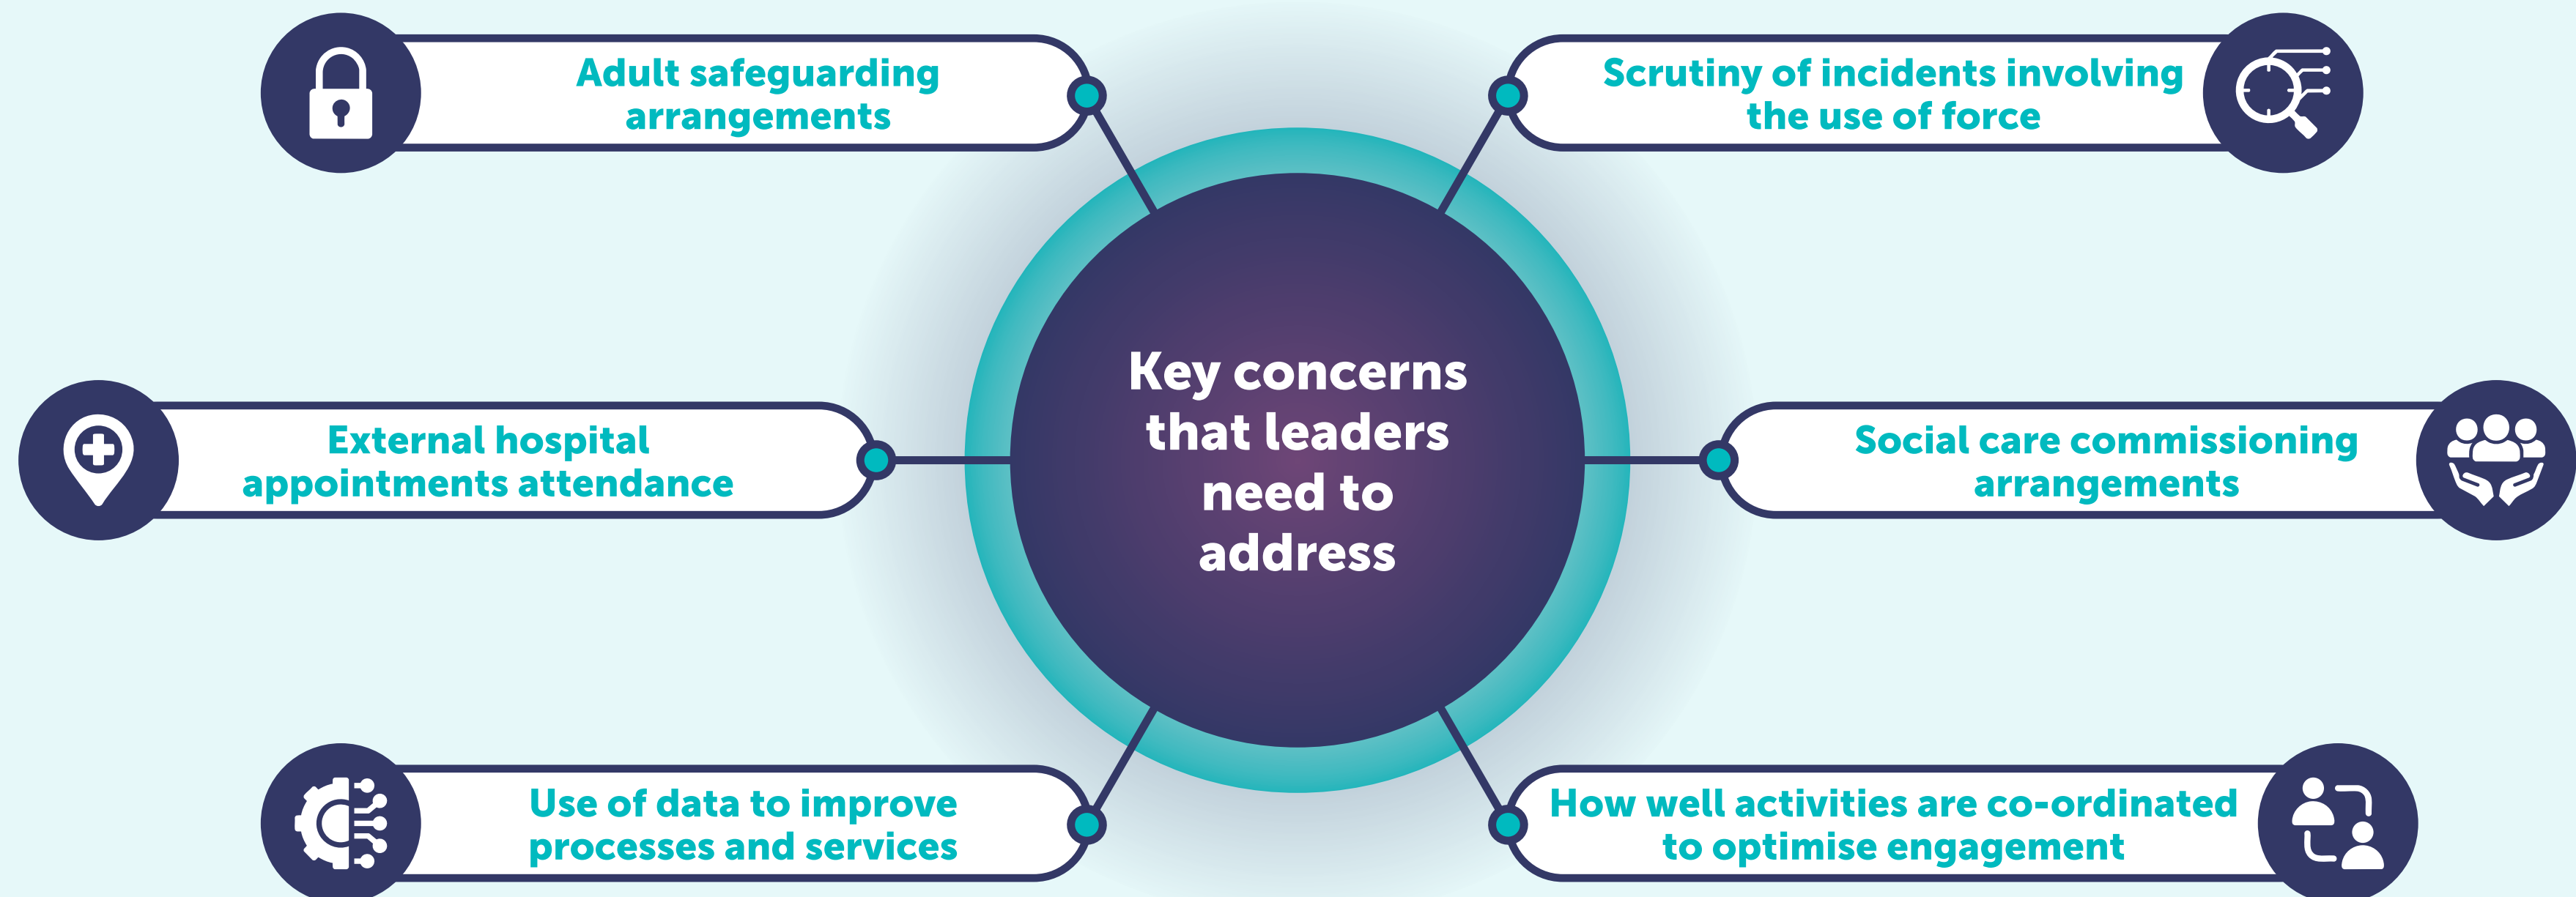 Adult safeguarding
arrangements
Scrutiny of incidents involving
the use of force
External hospital
appointments attendance
Key concerns
that leaders
need to
address
Social care commissioning
arrangements
Use of data to improve
processes and services
How well activities are co-ordinated
to optimise engagement